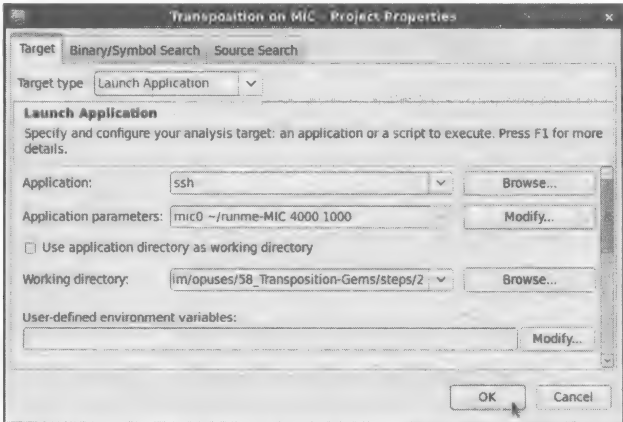 Transposition on MIC - Project Properties
Target Binary/Symbol Search Source Search
Target type Launch Application
Launch Application
Specify and configure your analysis target: an application or a script to execute. Press F1 for more
details.
Application: ssh Browse...
Application parameters: mic0 ~/runme-MIC 4000 1000 Modify...
Use application directory as working directory
Working directory: im/opuses/58_Transposition-Gems/steps/2 Browse...
User-defined environment variables:
Modify...
OK Cancel